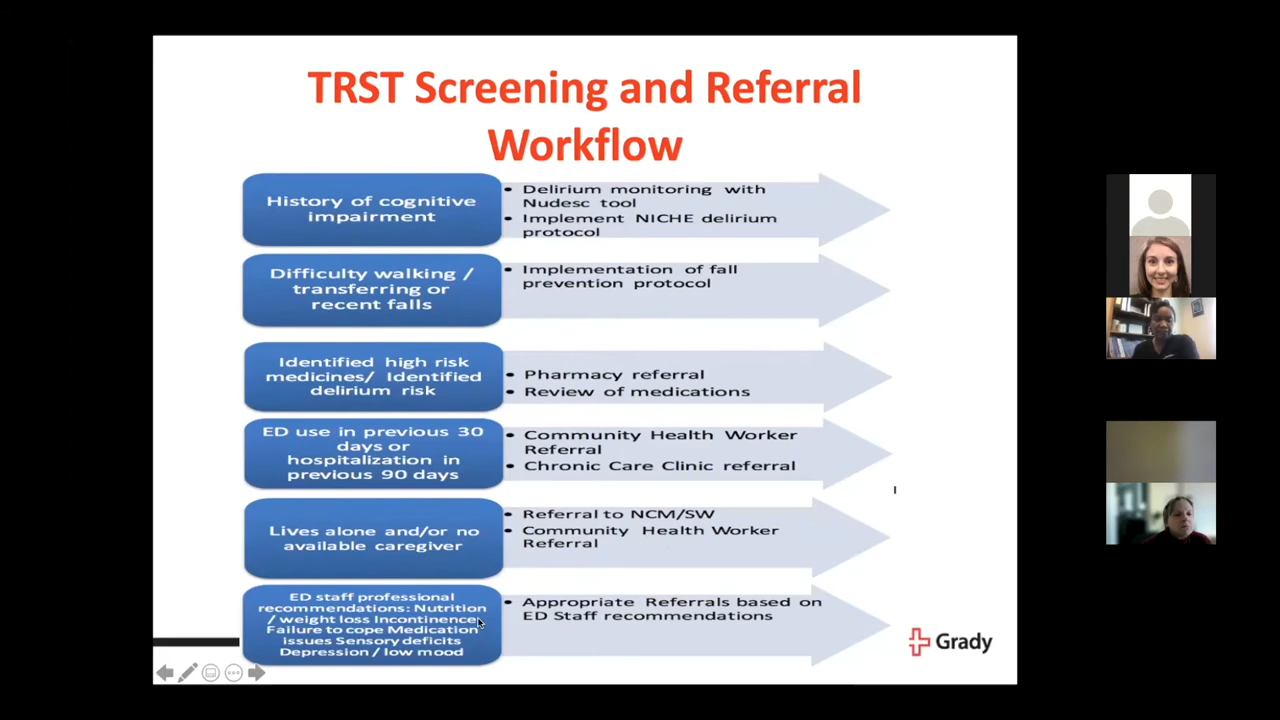 TRST Screening and Referral
Workflow
History of cognitive
impairment
• Delirium monitoring with
Nudesc tool
• Implement NICHE delirium
protocol
Difficulty walking /
transferring or
recent falls
• Implementation of fall
prevention protocol
Identified high risk
medicines/ Identified
delirium risk
• Pharmacy referral
• Review of medications
ED use in previous 30
days or
hospitalization in
previous 90 days
• Community Health Worker
Referral
• Chronic Care Clinic referral
Lives alone and/or no
available caregiver
• Referral to NCM/SW
• Community Health Worker
Referral
ED staff professional
recommendations: Nutrition
/ weight loss Incontinence
Failure to cope Medication
issues Sensory deficits
Depression / low mood
• Appropriate Referrals based on
ED Staff recommendations
Grady